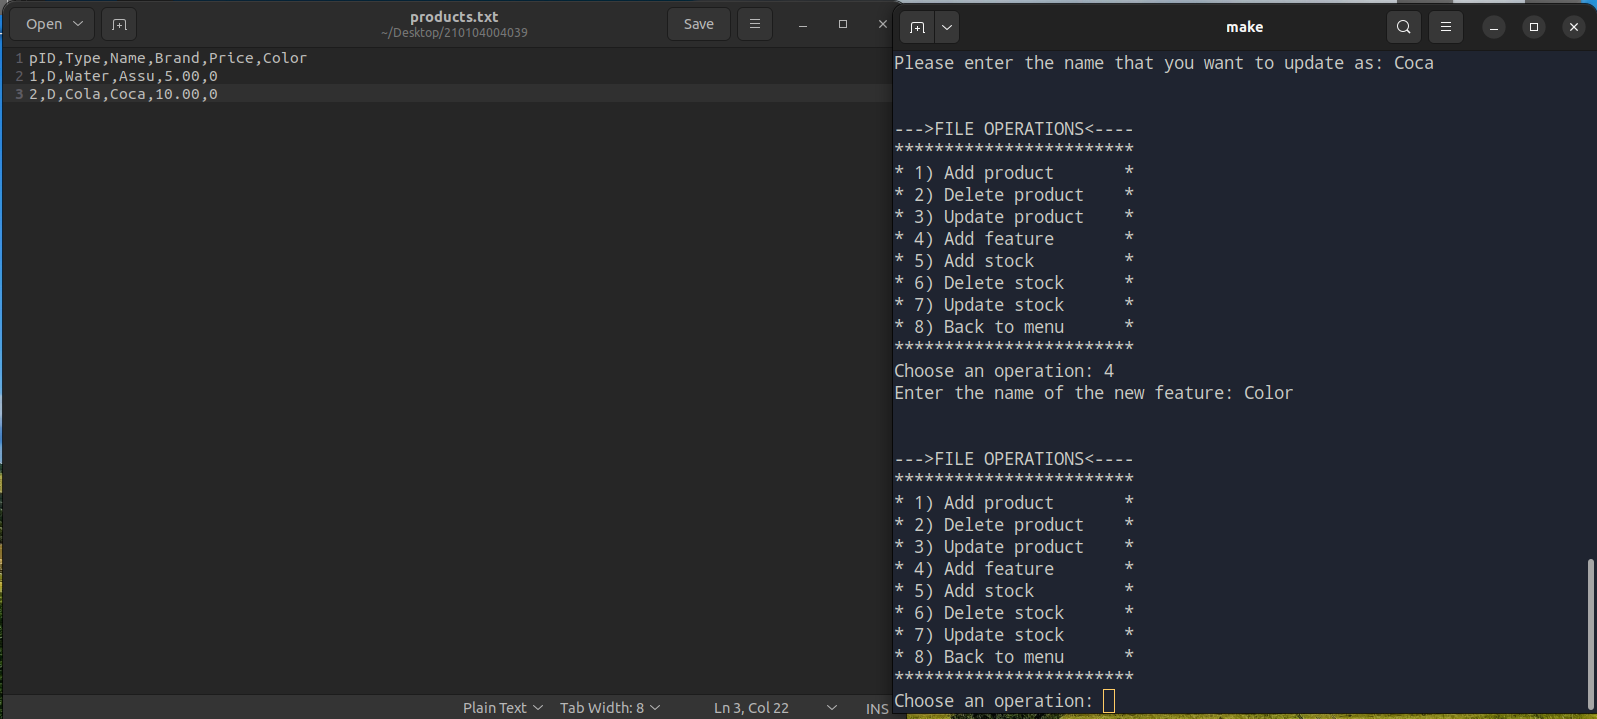 Open
products.txt
~/Desktop/210104004039
Save
1 pID,Type,Name,Brand,Price,Color
2 1,D,Water,Assu,5.00,0
3 2,D,Cola,Coca,10.00,0
Plain Text
Tab Width: 8
Ln 3, Col 22
INS
make
Please enter the name that you want to update as: Coca
--->FILE OPERATIONS<----
************************
* 1) Add product       *
* 2) Delete product    *
* 3) Update product    *
* 4) Add feature       *
* 5) Add stock         *
* 6) Delete stock      *
* 7) Update stock      *
* 8) Back to menu      *
************************
Choose an operation: 4
Enter the name of the new feature: Color
--->FILE OPERATIONS<----
************************
* 1) Add product       *
* 2) Delete product    *
* 3) Update product    *
* 4) Add feature       *
* 5) Add stock         *
* 6) Delete stock      *
* 7) Update stock      *
* 8) Back to menu      *
************************
Choose an operation: